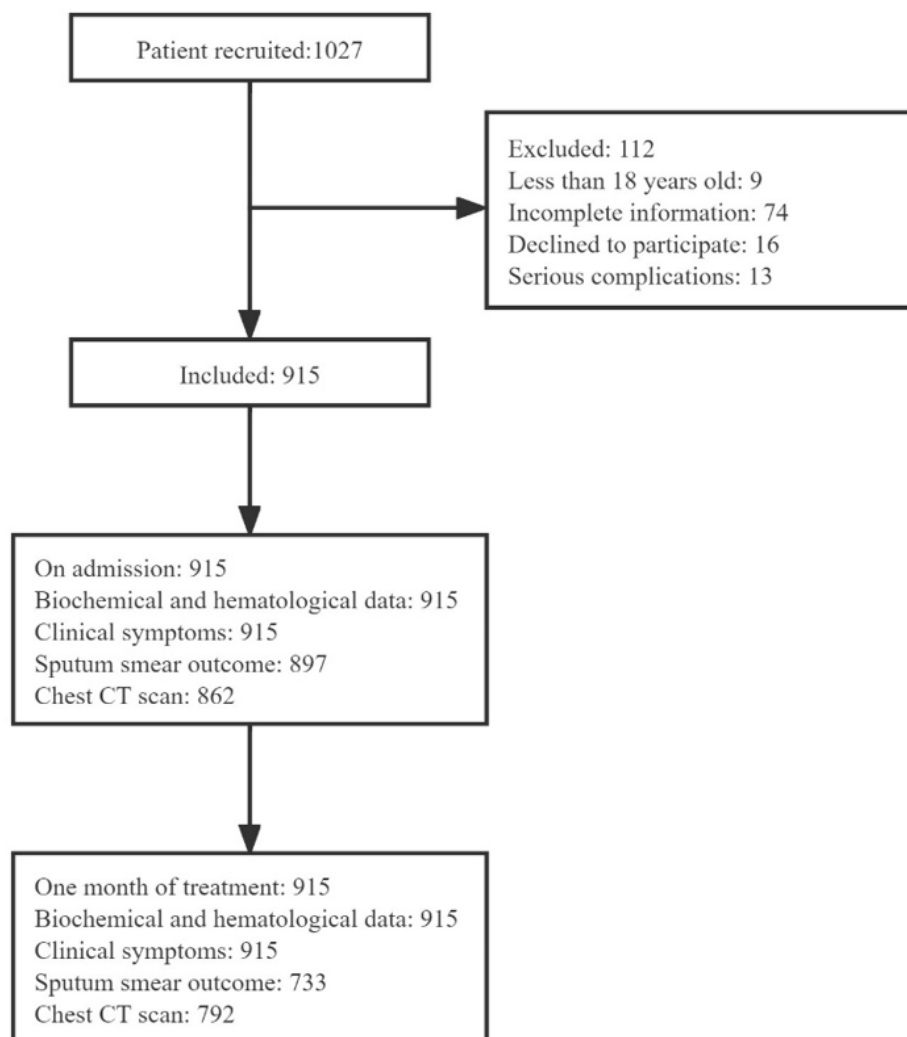 Patient recruited:1027
Excluded: 112
Less than 18 years old: 9
Incomplete information: 74
Declined to participate: 16
Serious complications: 13
Included: 915
On admission: 915
Biochemical and hematological data: 915
Clinical symptoms: 915
Sputum smear outcome: 897
Chest CT scan: 862
One month of treatment: 915
Biochemical and hematological data: 915
Clinical symptoms: 915
Sputum smear outcome: 733
Chest CT scan: 792